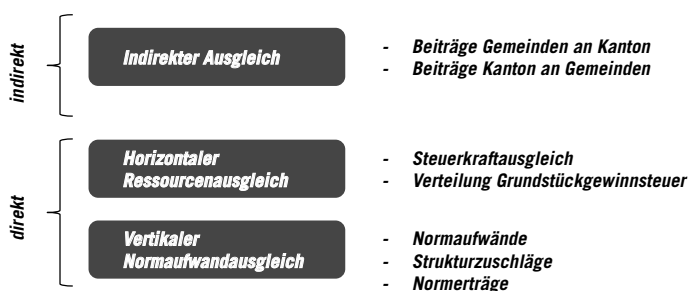 indirekt
Indirekter Ausgleich
- Beiträge Gemeinden an Kanton
- Beiträge Kanton an Gemeinden
direkt
Horizontaler
Ressourcenausgleich
- Steuerkraftausgleich
- Verteilung Grundstückgewinnsteuer
Vertikaler
Normaufwandausgleich
- Normaufwände
- Strukturzuschläge
- Normerträge